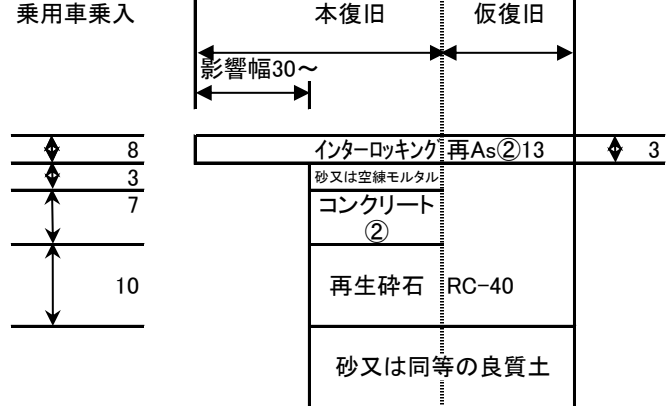 乗用車乗入 本復旧 仮復旧
影響幅30～
8 インターロッキング 再As②13 3
3 砂又は空練モルタル
7 コンクリート
②
10 再生砕石 RC-40
砂又は同等の良質土